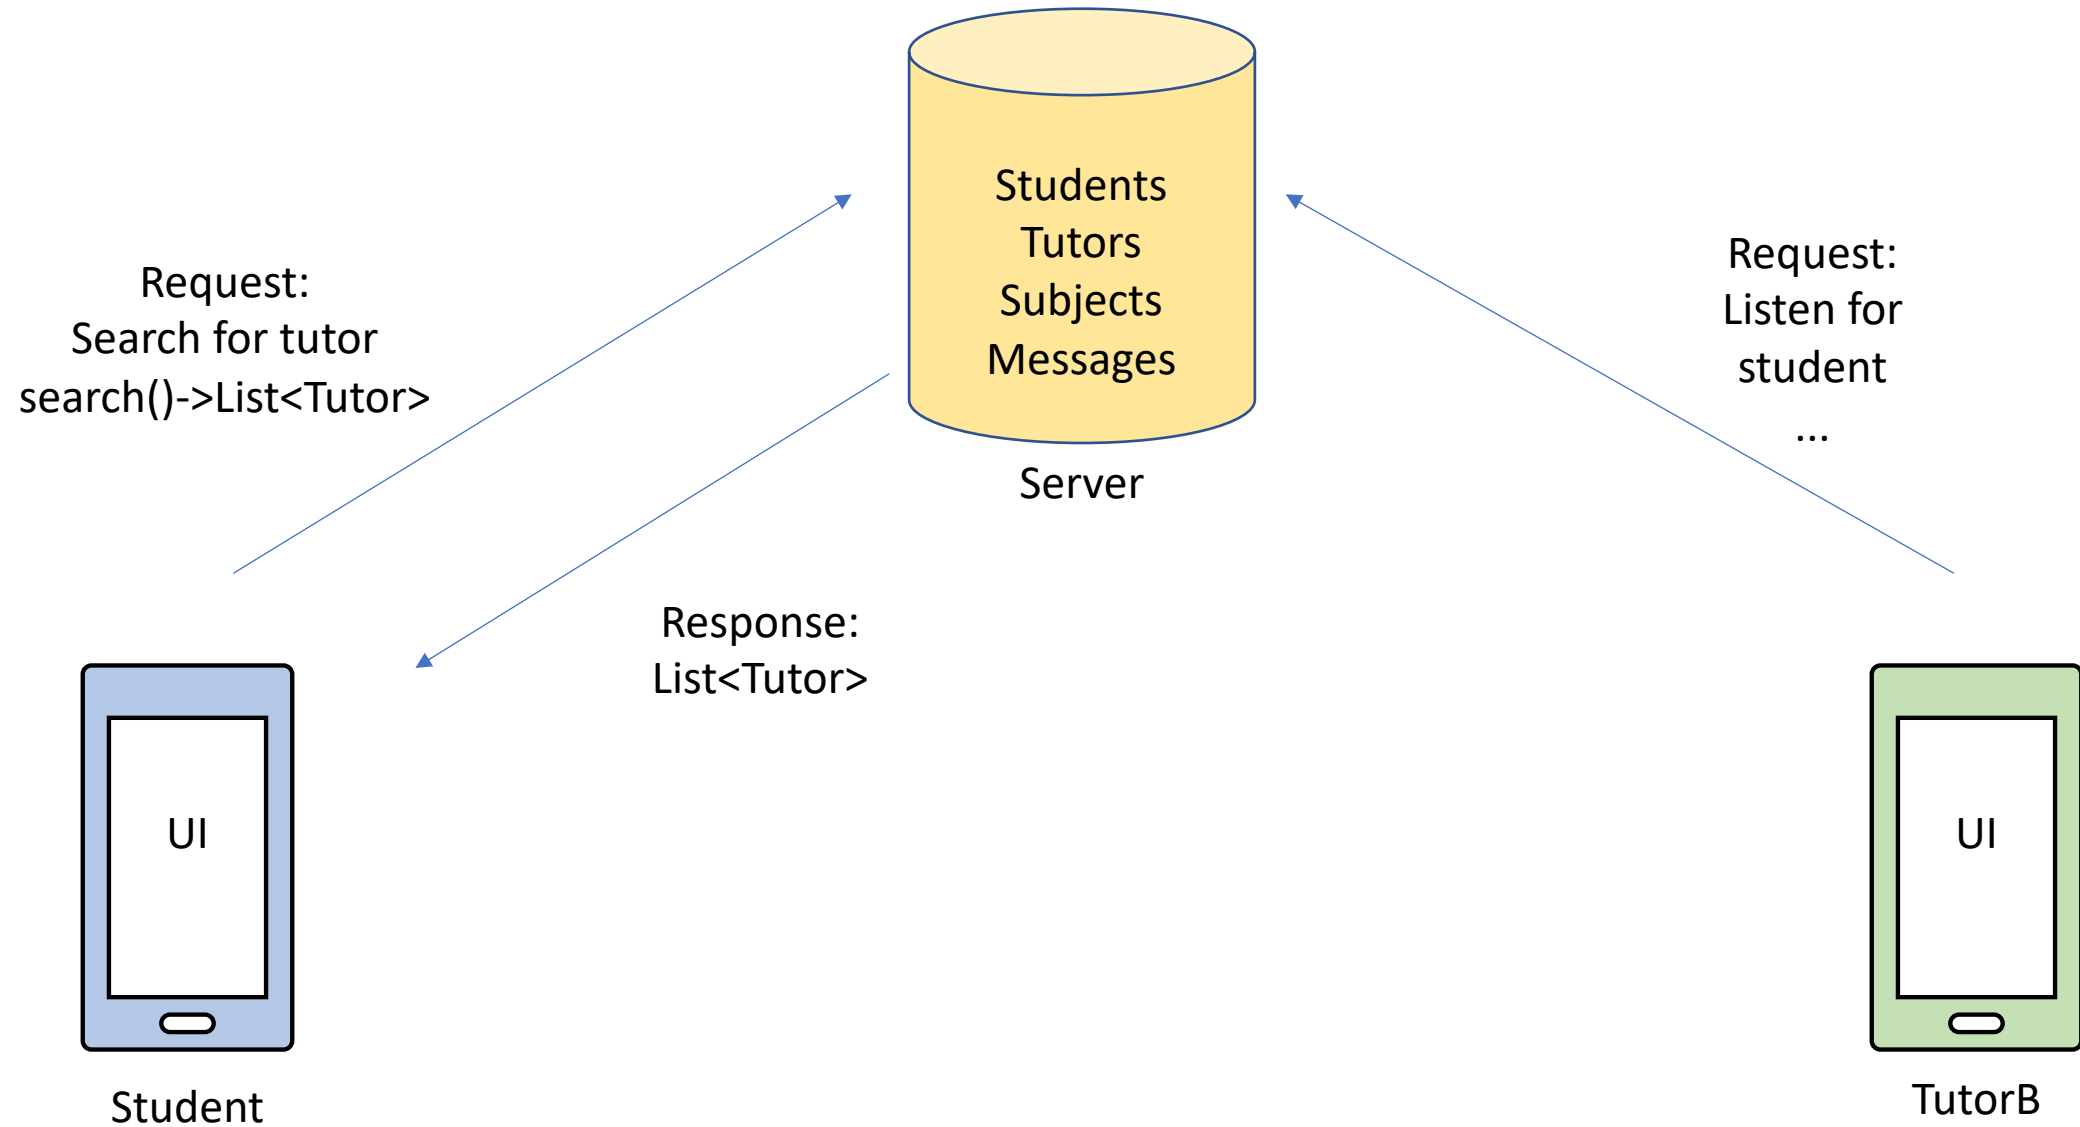 Students
Tutors
Subjects
Messages
Server
Request:
Search for tutor
search()->List<Tutor>
Request:
Listen for
student
...
Response:
List<Tutor>
UI
Student
UI
TutorB